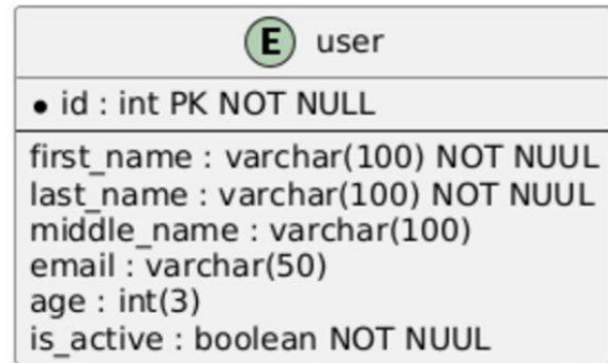 E user
id : int PK NOT NULL
first_name : varchar(100) NOT NUUL
last_name : varchar(100) NOT NUUL
middle_name : varchar(100)
email : varchar(50)
age : int(3)
is_active : boolean NOT NUUL